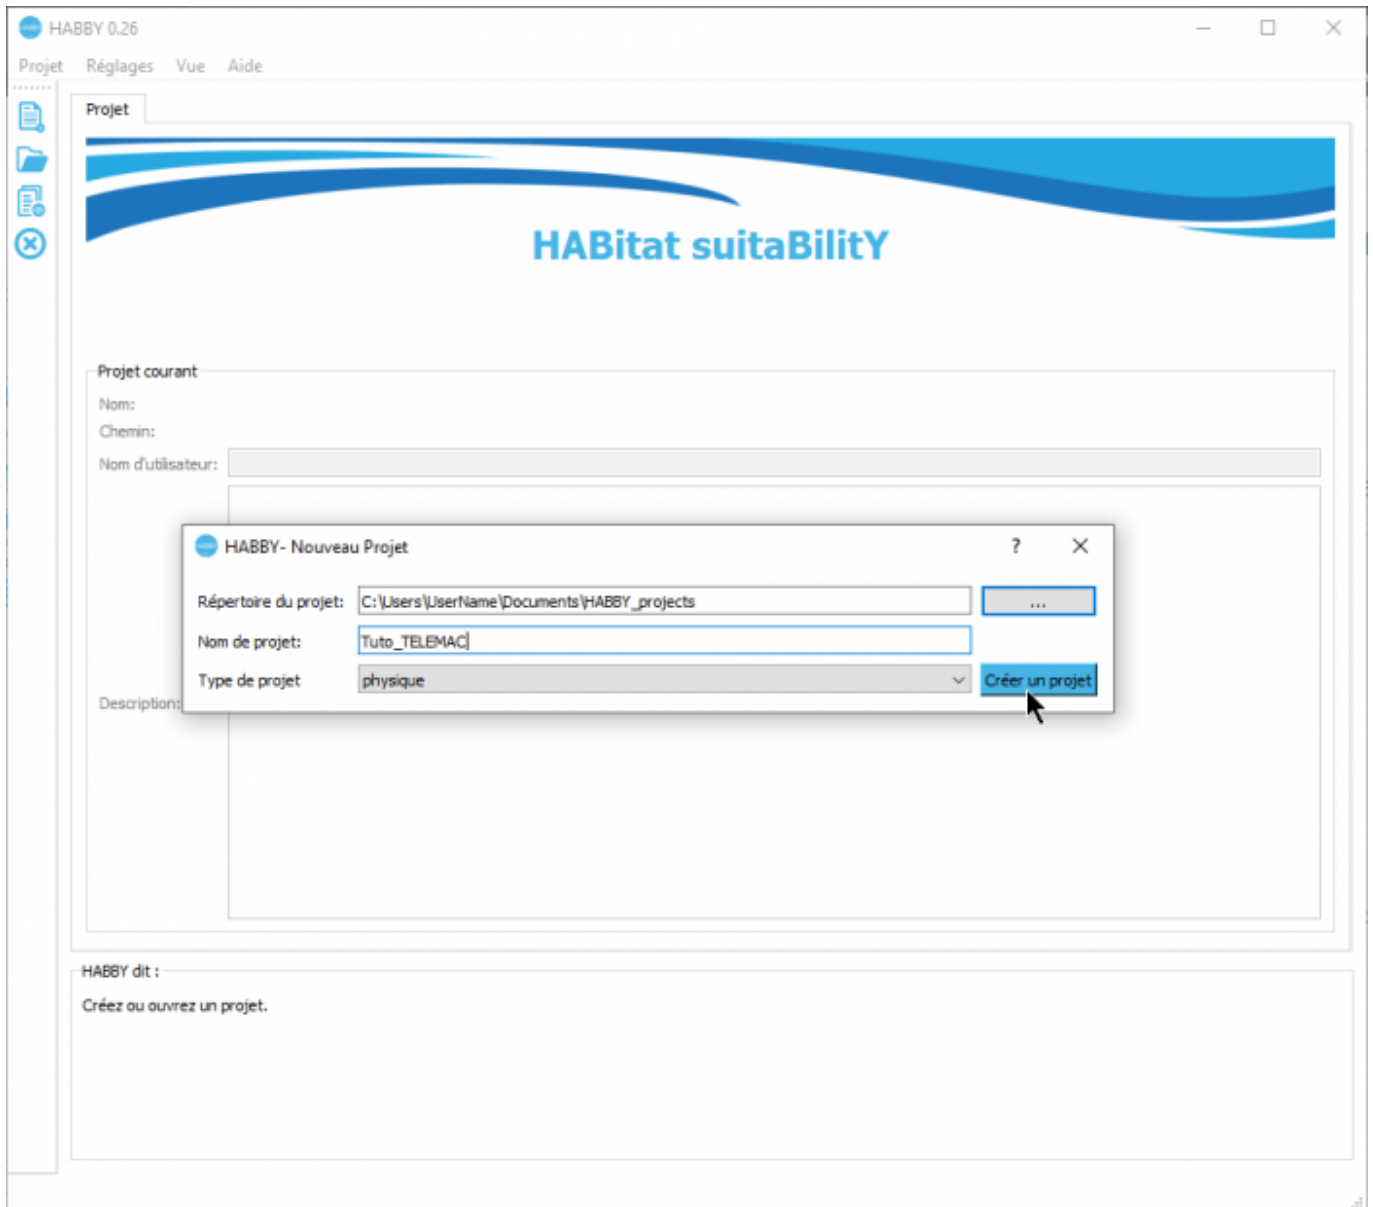 HABBY 0.26
Projet Réglages Vue Aide
Projet
HABitat suitaBilitY
Projet courant
Nom:
Chemin:
Nom d'utilisateur:
HABBY- Nouveau Projet ?
Répertoire du projet: C:\Users\UserName\Documents\HABBY_projects ...
Nom de projet: Tuto_TELEMAC
Type de projet physique Créer un projet
Description:
HABBY dit :
Créez ou ouvrez un projet.